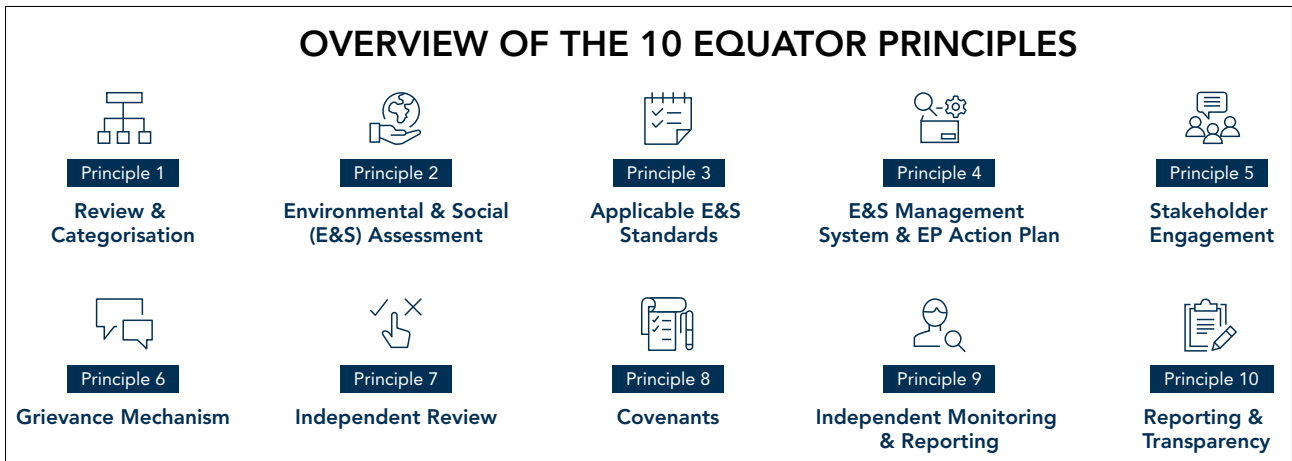 OVERVIEW OF THE 10 EQUATOR PRINCIPLES
Principle 1
Review &
Categorisation
Principle 2
Environmental & Social
(E&S) Assessment
Principle 3
Applicable E&S
Standards
Principle 4
E&S Management
System & EP Action Plan
Principle 5
Stakeholder
Engagement
Principle 6
Grievance Mechanism
Principle 7
Independent Review
Principle 8
Covenants
Principle 9
Independent Monitoring
& Reporting
Principle 10
Reporting &
Transparency